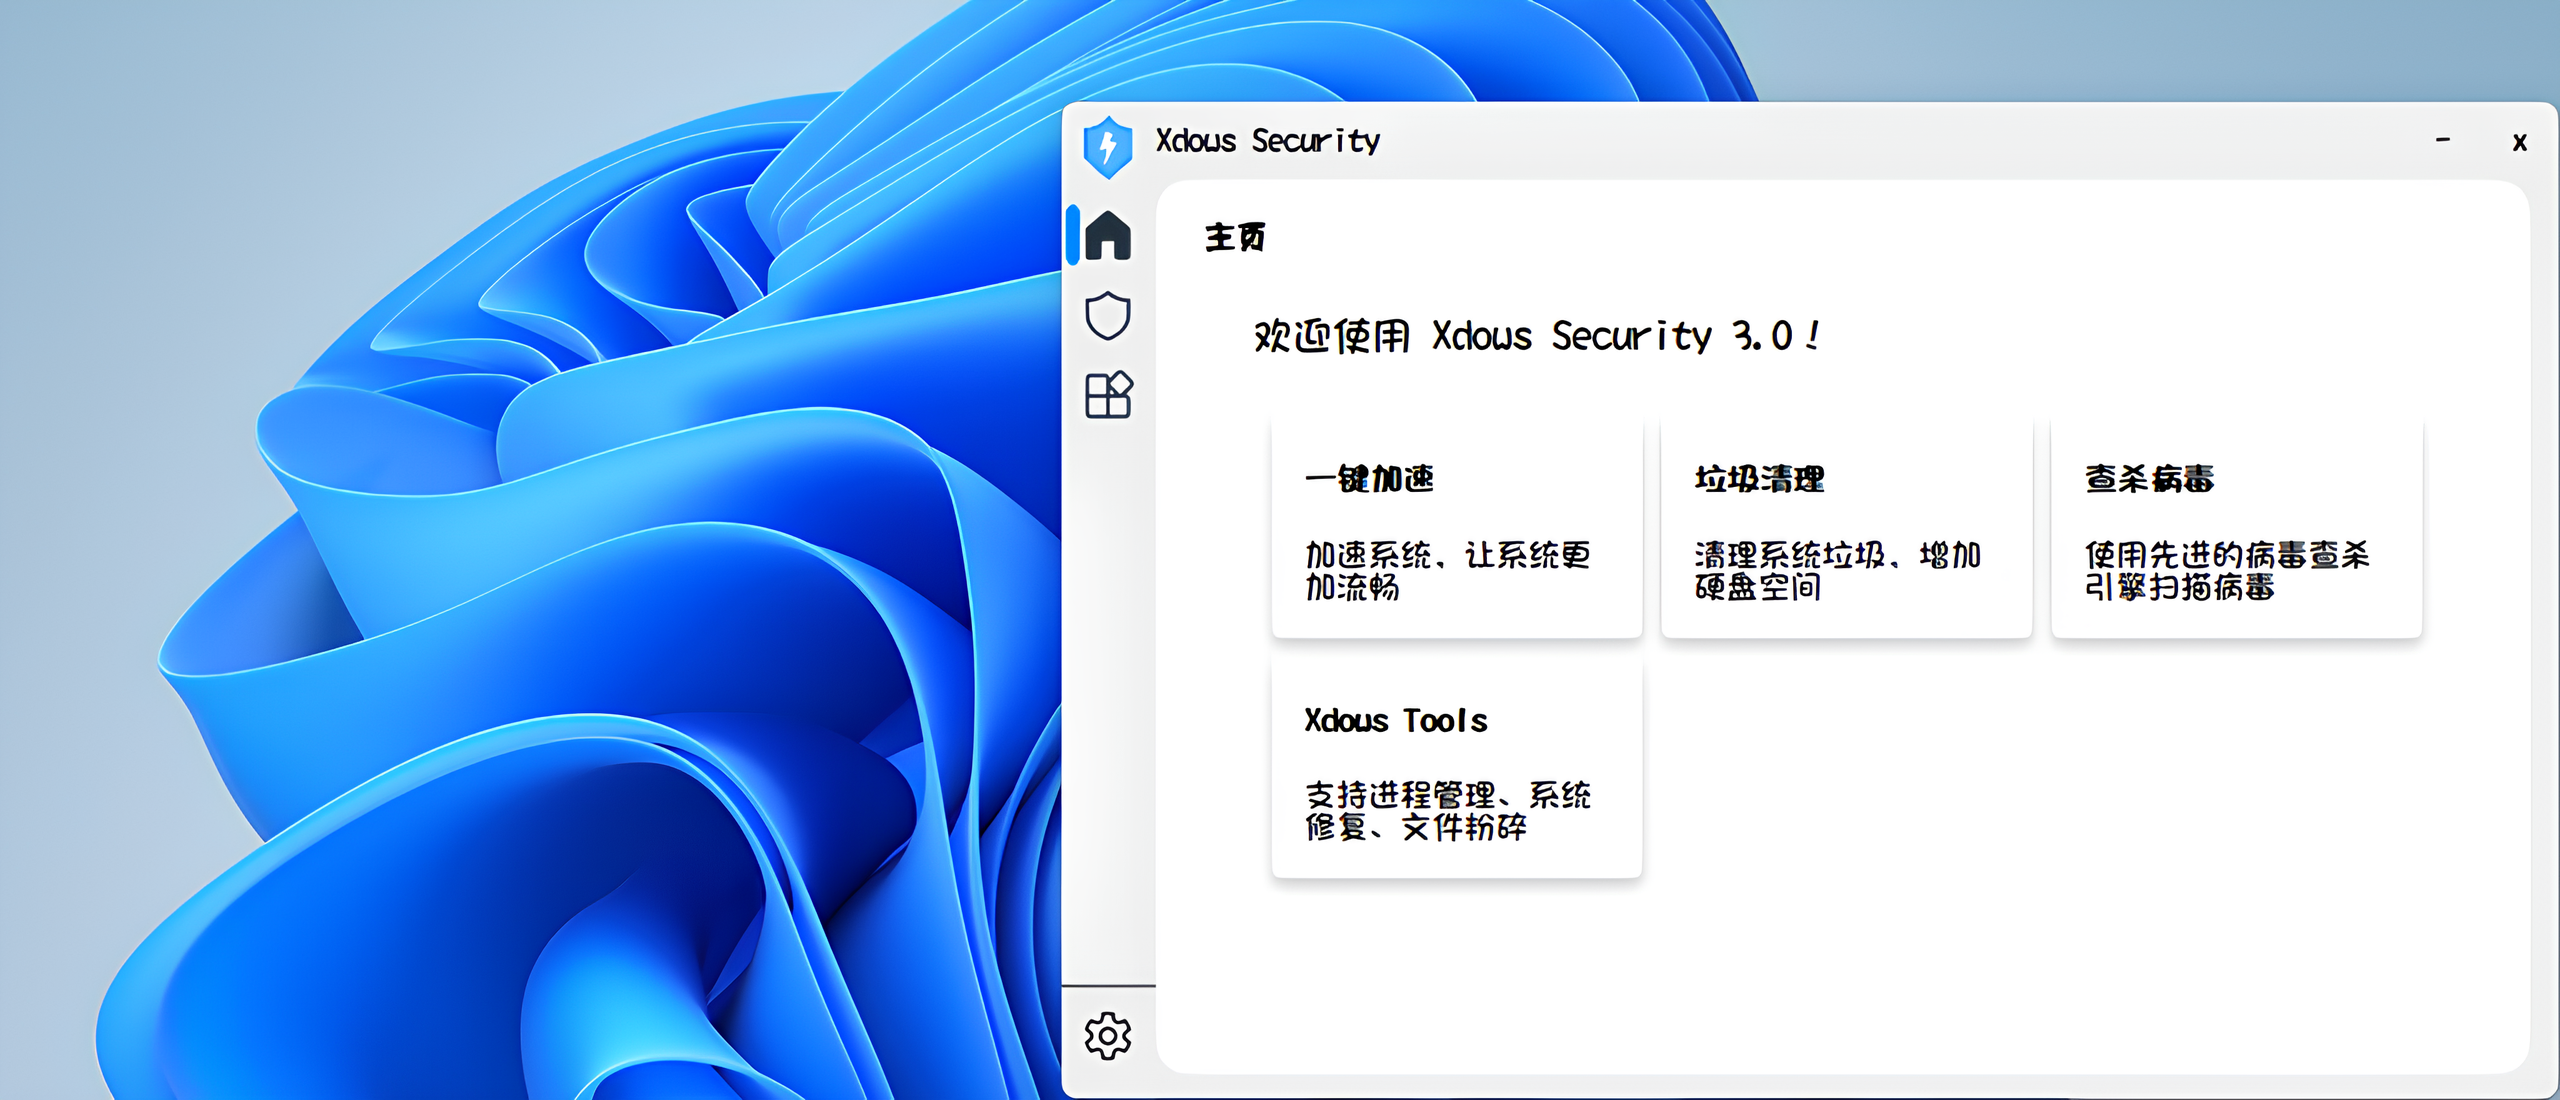 Xdows Security
主页
欢迎使用 Xdows Security 3.0！
一键加速
加速系统，让系统更
加流畅
垃圾清理
清理系统垃圾，增加
硬盘空间
查杀病毒
使用先进的病毒查杀
引擎扫描病毒
Xdows Tools
支持进程管理、系统
修复、文件粉碎